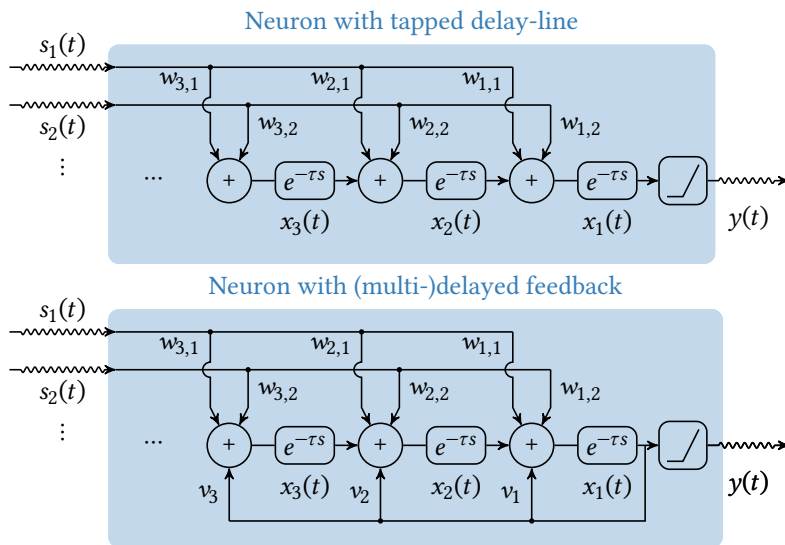 Neuron with tapped delay-line
s₁(t)
w₃,₁ w₂,₁ w₁,₁
s₂(t)
w₃,₂ w₂,₂ w₁,₂
⋮
... + e^{−τs} + e^{−τs} + e^{−τs}
x₃(t) x₂(t) x₁(t) y(t)
Neuron with (multi-)delayed feedback
s₁(t)
w₃,₁ w₂,₁ w₁,₁
s₂(t)
w₃,₂ w₂,₂ w₁,₂
⋮
... + e^{−τs} + e^{−τs} + e^{−τs}
v₃ x₃(t) v₂ x₂(t) v₁ x₁(t) y(t)